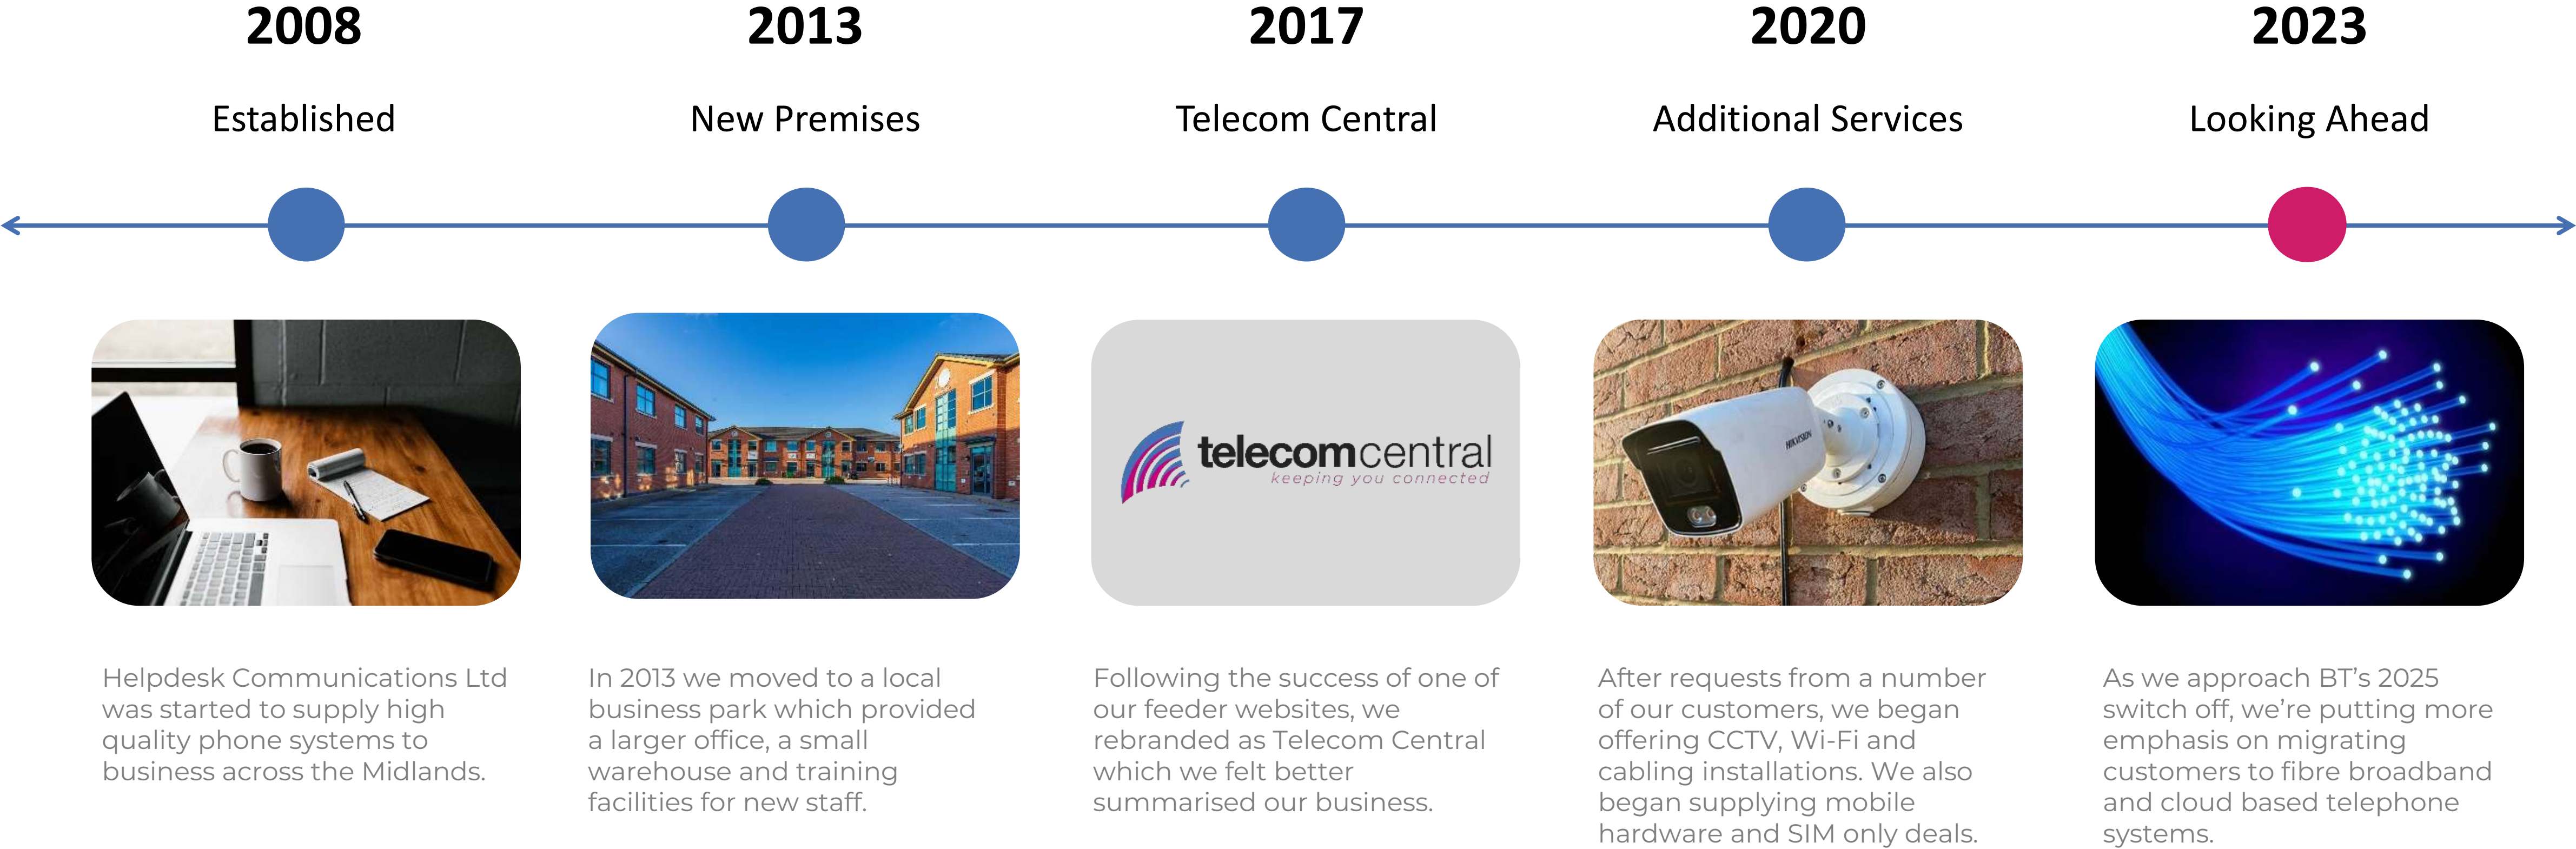 2008
Established
2013
New Premises
2017
Telecom Central
2020
Additional Services
2023
Looking Ahead
telecomcentral
keeping you connected
HIKVISION
Helpdesk Communications Ltd
was started to supply high
quality phone systems to
business across the Midlands.
In 2013 we moved to a local
business park which provided
a larger office, a small
warehouse and training
facilities for new staff.
Following the success of one of
our feeder websites, we
rebranded as Telecom Central
which we felt better
summarised our business.
After requests from a number
of our customers, we began
offering CCTV, Wi-Fi and
cabling installations. We also
began supplying mobile
hardware and SIM only deals.
As we approach BT’s 2025
switch off, we’re putting more
emphasis on migrating
customers to fibre broadband
and cloud based telephone
systems.